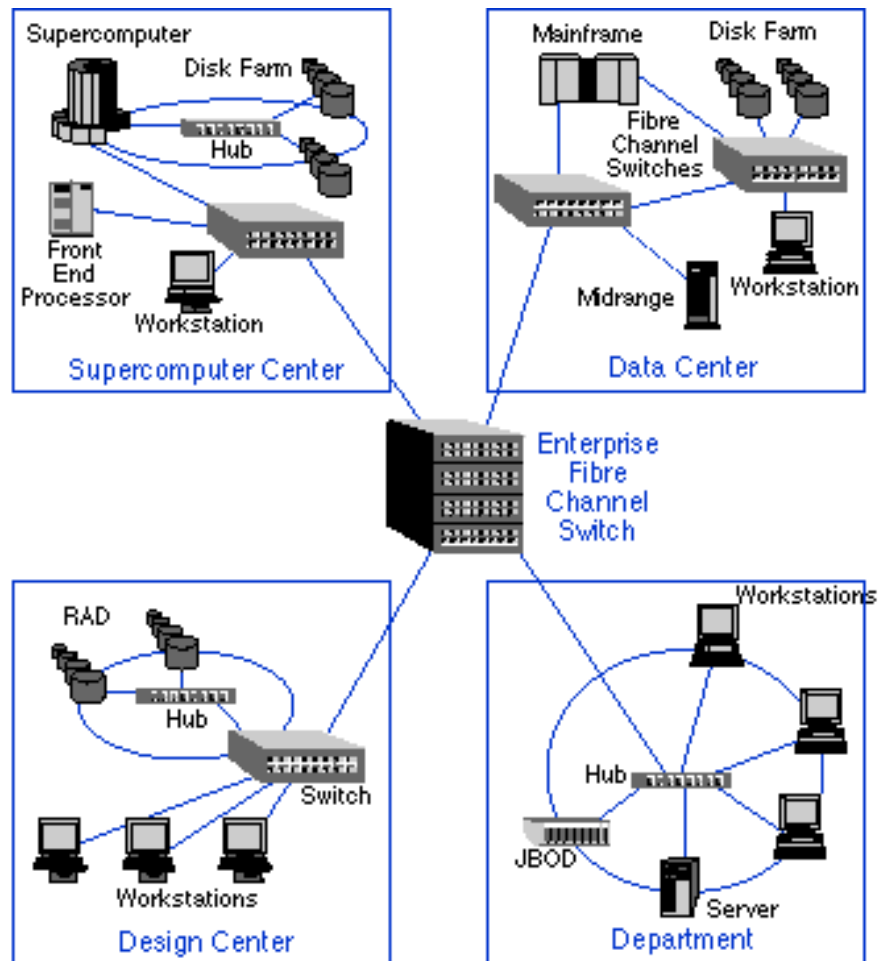 Supercomputer
Disk Farm
Hub
Front
End
Processor
Workstation
Supercomputer Center
Mainframe
Disk Farm
Fibre
Channel
Switches
Midrange
Workstation
Data Center
Enterprise
Fibre
Channel
Switch
RAD
Hub
Switch
Workstations
Design Center
Workstations
Hub
JBOD
Server
Department